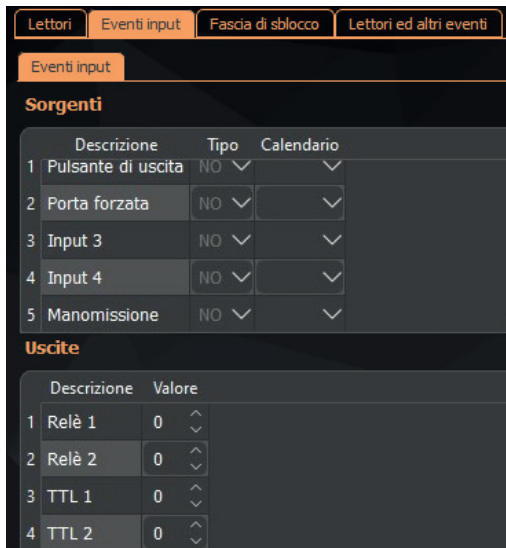 Lettori Eventi input Fascia di sblocco Lettori ed altri eventi
Eventi input
Sorgenti
Descrizione Tipo Calendario
1 Pulsante di uscita NO
2 Porta forzata NO
3 Input 3 NO
4 Input 4 NO
5 Manomissione NO
Uscite
Descrizione Valore
1 Relè 1 0
2 Relè 2 0
3 TTL 1 0
4 TTL 2 0